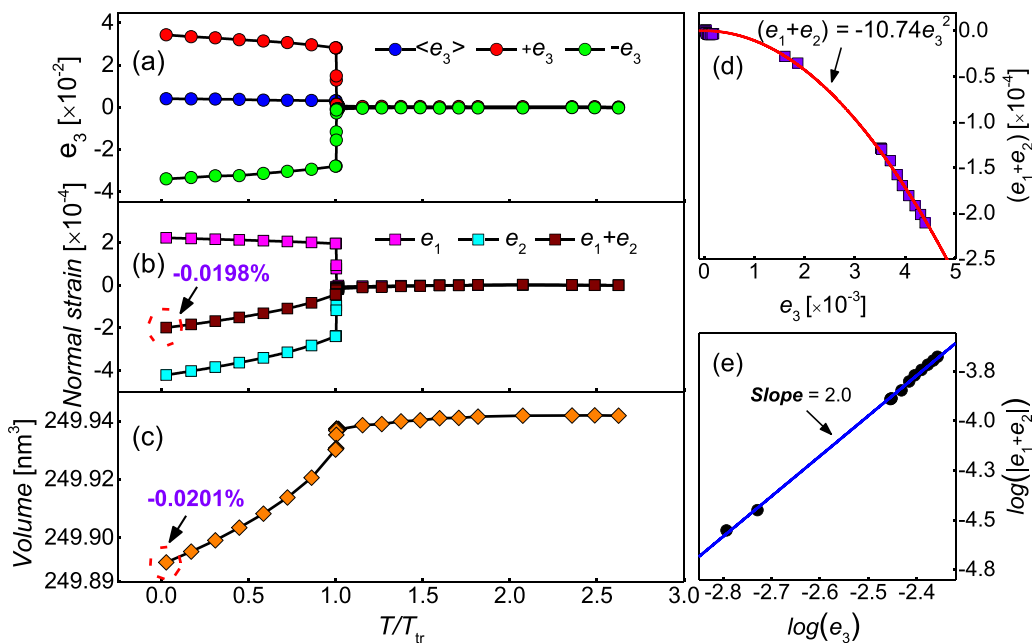 4
2
0
-2
-4
e3 [×10-2]
(a)
<e3> +e3 -e3
2
0
-2
-4
Normal strain [×10-4]
(b)
e1 e2 e1+e2
-0.0198%
249.94
249.92
249.90
249.89
Volume [nm3]
(c)
-0.0201%
0.0 0.5 1.0 1.5 2.0 2.5 3.0
T/Ttr
(d)
(e1+e2) = -10.74e3^2
0.0
-0.5
-1.0
-1.5
-2.0
-2.5
(e1+e2) [×10-4]
0 1 2 3 4 5
e3 [×10-3]
(e)
Slope = 2.0
-3.8
-4.0
-4.3
-4.5
-4.8
log(|e1+e2|)
-2.8 -2.7 -2.6 -2.5 -2.4
log(e3)